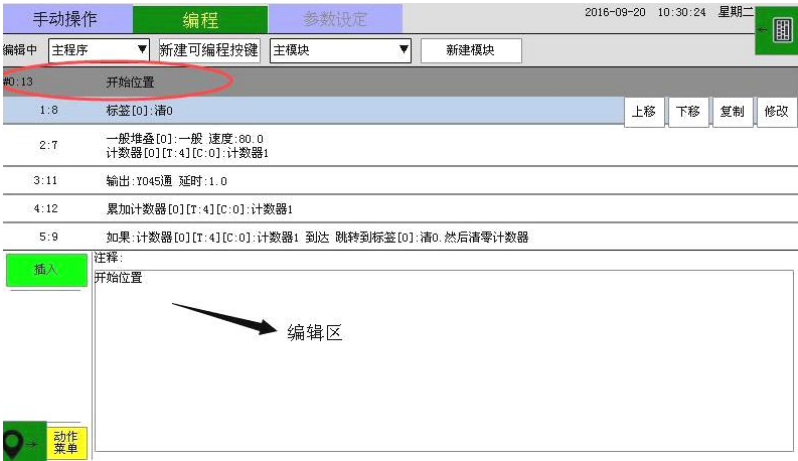 手动操作 编程 参数设定 2016-09-20 10:30:24 星期二
编辑中 主程序 新建可编程按键 主模块 新建模块
#0:13 开始位置
1:8 标签[0]:清0 上移 下移 复制 修改
2:7 一般堆叠[0]:一般 速度:80.0
计数器[0][T:4][C:0]:计数器1
3:11 输出:Y045通 延时:1.0
4:12 累加计数器[0][T:4][C:0]:计数器1
5:9 如果:计数器[0][T:4][C:0]:计数器1 到达 跳转到标签[0]:清0.然后清零计数器
插入 注释:
开始位置
编辑区
动作
菜单